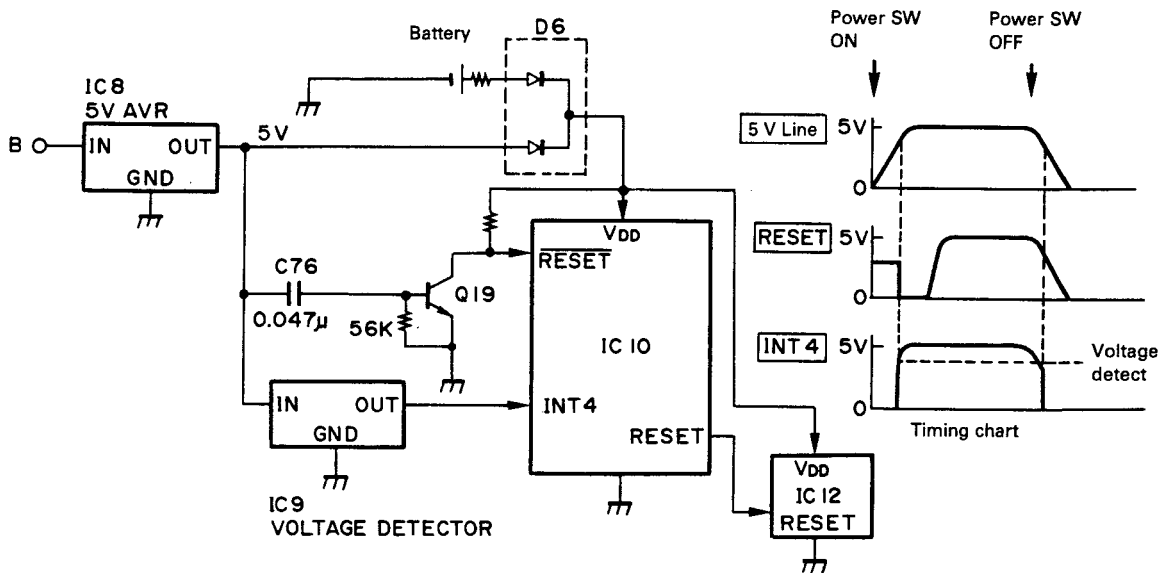 Battery
D6
IC8
5V AVR
B
IN
OUT
GND
5V
VDD
RESET
C76
0.047μ
56K
Q19
IC10
IN
OUT
GND
INT4
RESET
IC9
VOLTAGE DETECTOR
VDD
IC12
RESET
Power SW
ON
Power SW
OFF
5V Line
5V
0
RESET
5V
0
INT4
5V
0
Voltage
detect
Timing chart